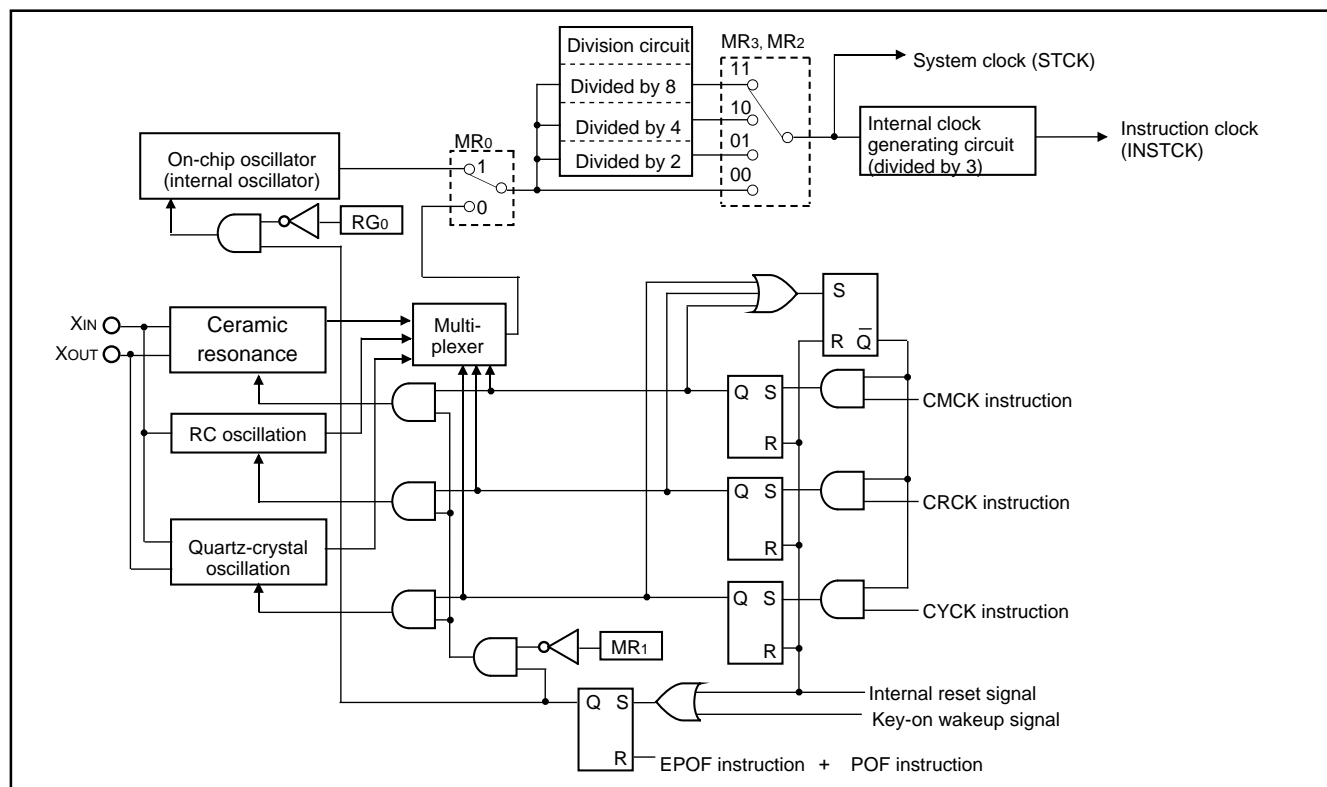 Division circuit
MR3, MR2
System clock (STCK)
11
Divided by 8
10
Divided by 4
Internal clock
generating circuit
(divided by 3)
Instruction clock
(INSTCK)
MR0
01
Divided by 2
On-chip oscillator
(internal oscillator)
1
00
0
RG0
S
R Q̅
XIN
XOUT
Ceramic
resonance
Multi-
plexer
Q S
R
CMCK instruction
RC oscillation
Q S
R
CRCK instruction
Quartz-crystal
oscillation
Q S
R
CYCK instruction
MR1
Internal reset signal
Q S
R
Key-on wakeup signal
EPOF instruction + POF instruction